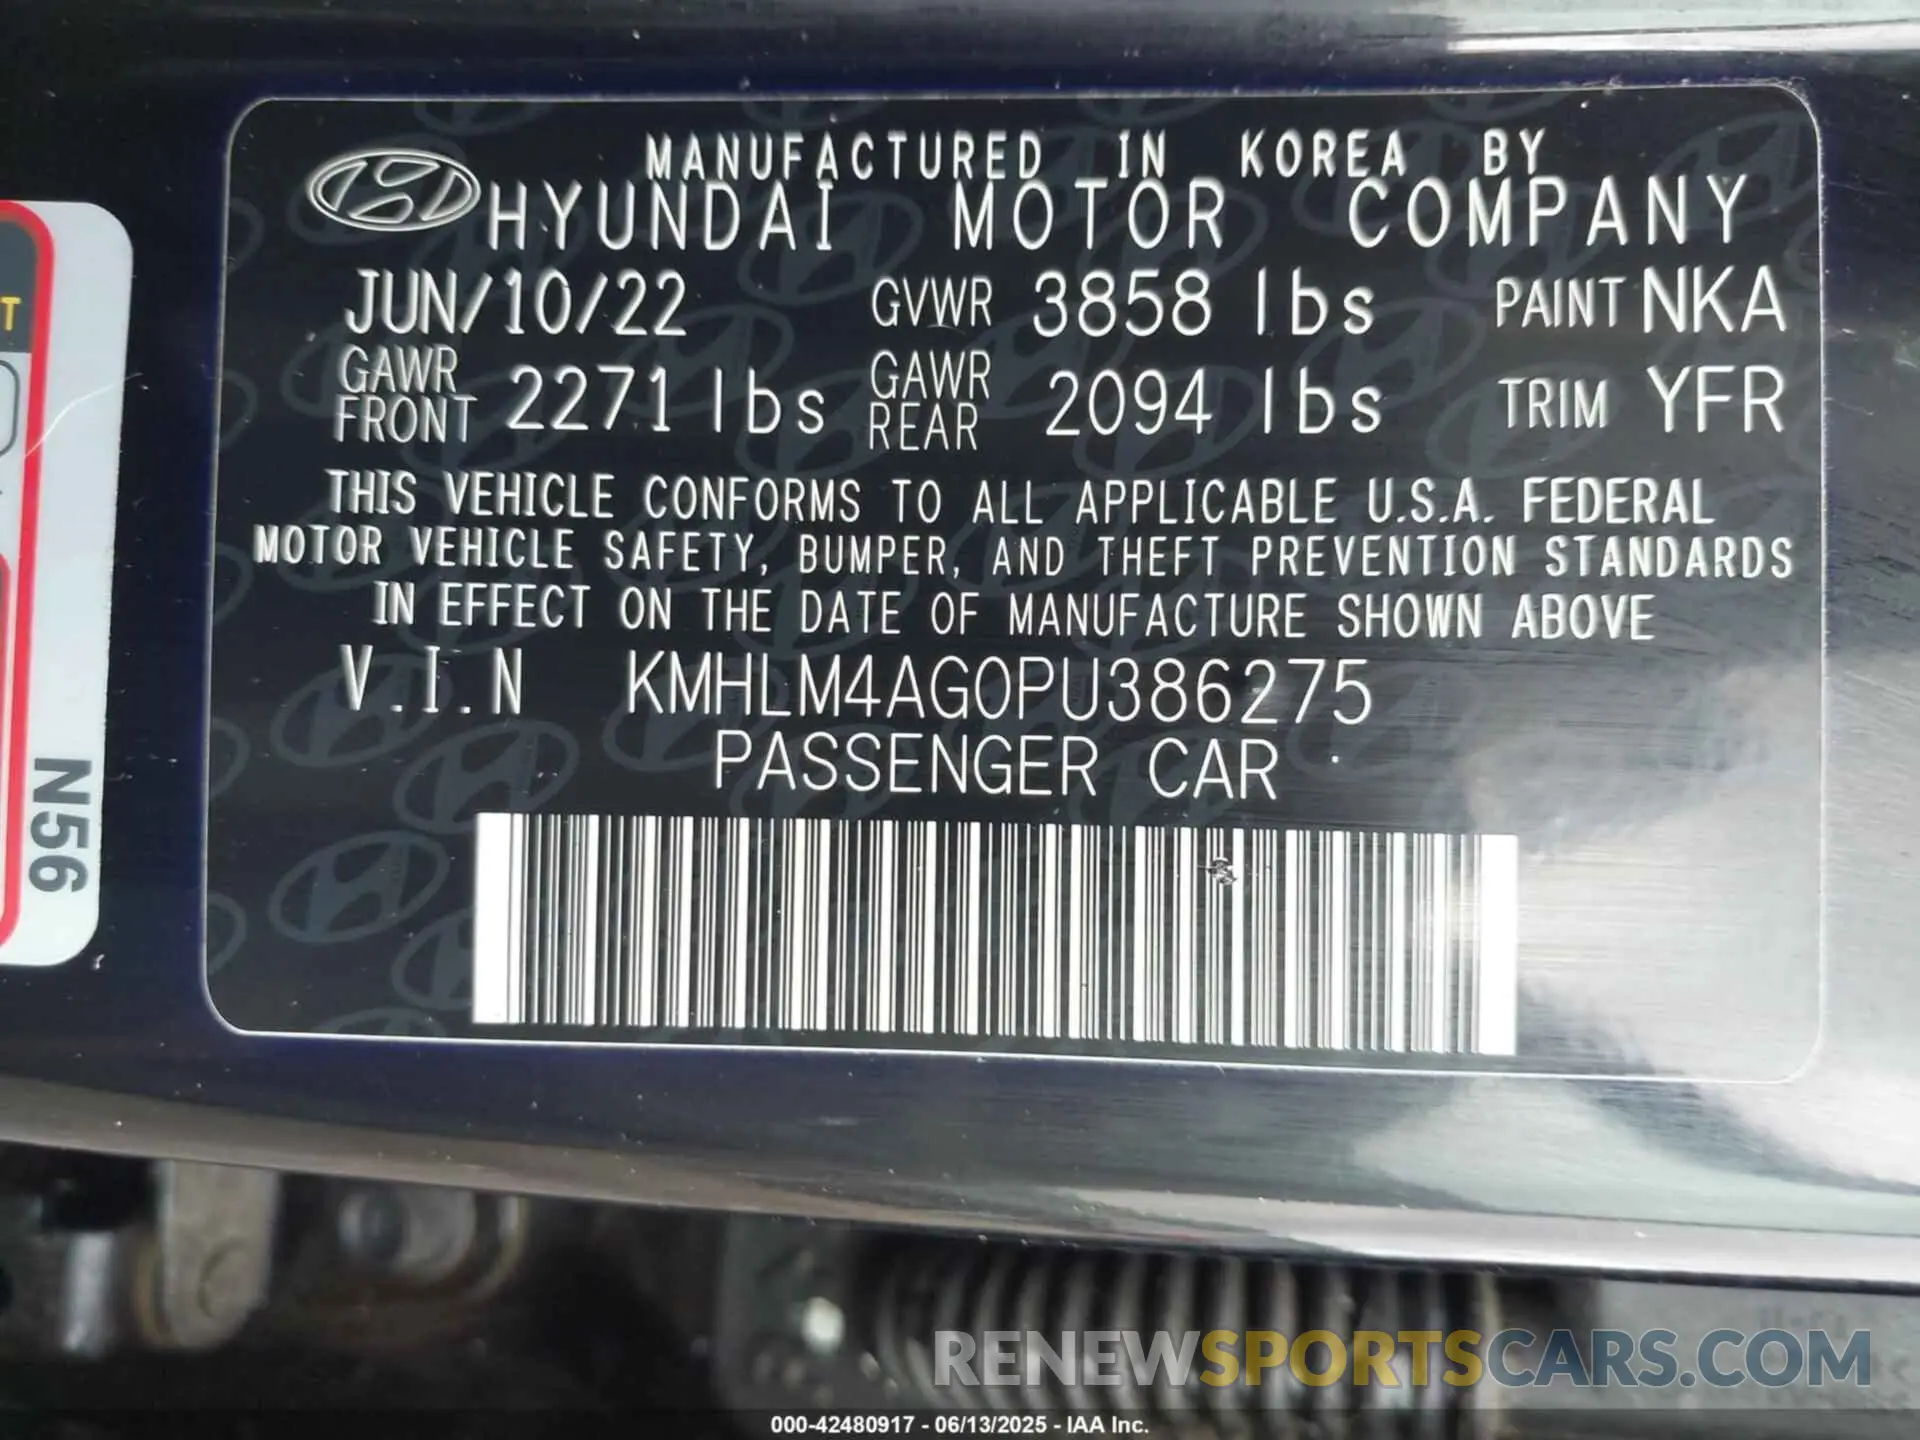 MANUFACTURED IN KOREA BY
HYUNDAI MOTOR COMPANY
JUN/10/22 GVWR 3858 lbs PAINT NKA
GAWR FRONT 2271 lbs GAWR REAR 2094 lbs TRIM YFR
THIS VEHICLE CONFORMS TO ALL APPLICABLE U.S.A. FEDERAL
MOTOR VEHICLE SAFETY, BUMPER, AND THEFT PREVENTION STANDARDS
IN EFFECT ON THE DATE OF MANUFACTURE SHOWN ABOVE
V.I.N KMHLM4AG0PU386275
PASSENGER CAR
N56
RENEWSPORTSCARS.COM
000-42480917 - 06/13/2025 - IAA Inc.